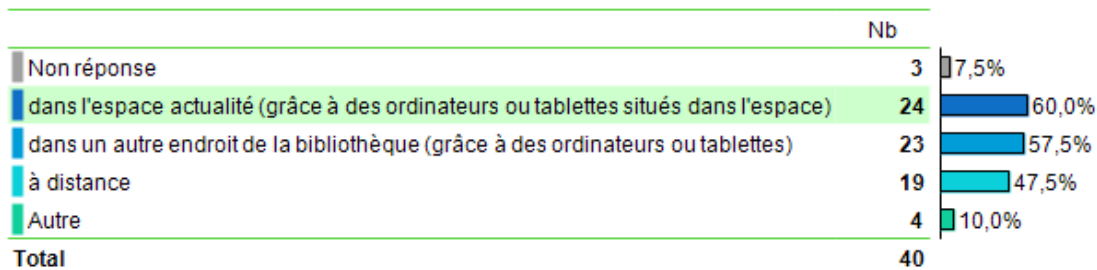 Nb
Non réponse 3 7,5%
dans l'espace actualité (grâce à des ordinateurs ou tablettes situés dans l'espace) 24 60,0%
dans un autre endroit de la bibliothèque (grâce à des ordinateurs ou tablettes) 23 57,5%
à distance 19 47,5%
Autre 4 10,0%
Total 40